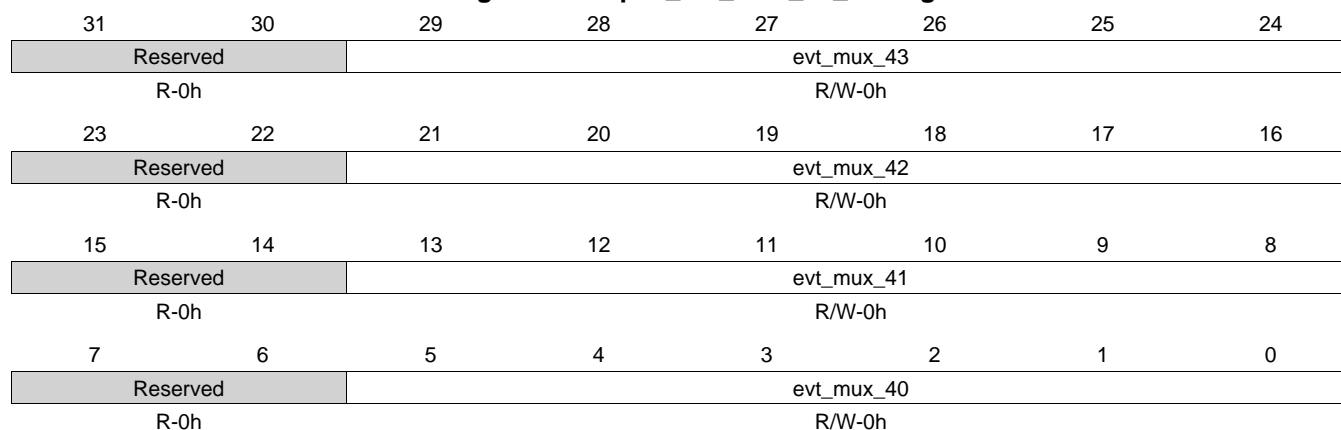 31 30 29 28 27 26 25 24
Reserved evt_mux_43
R-0h R/W-0h
23 22 21 20 19 18 17 16
Reserved evt_mux_42
R-0h R/W-0h
15 14 13 12 11 10 9 8
Reserved evt_mux_41
R-0h R/W-0h
7 6 5 4 3 2 1 0
Reserved evt_mux_40
R-0h R/W-0h